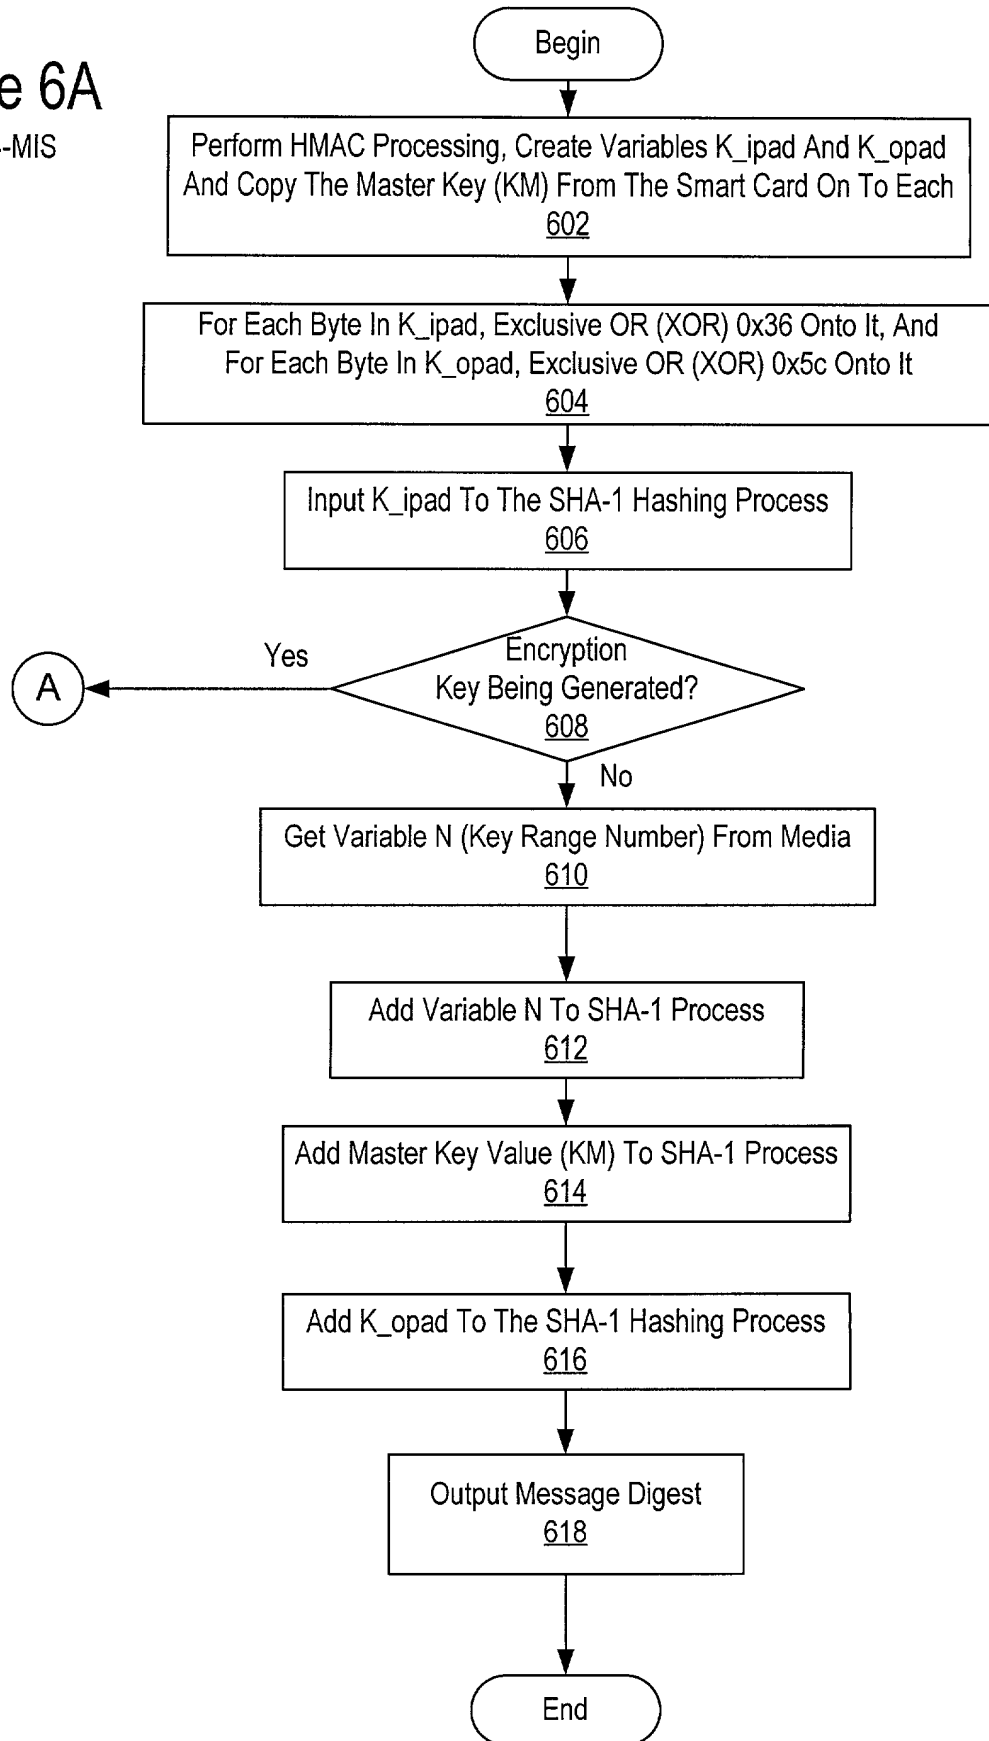 Begin
e 6A
-MIS
Perform HMAC Processing, Create Variables K_ipad And K_opad
And Copy The Master Key (KM) From The Smart Card On To Each
602
For Each Byte In K_ipad, Exclusive OR (XOR) 0x36 Onto It, And
For Each Byte In K_opad, Exclusive OR (XOR) 0x5c Onto It
604
Input K_ipad To The SHA-1 Hashing Process
606
Yes
Encryption
Key Being Generated?
608
A
No
Get Variable N (Key Range Number) From Media
610
Add Variable N To SHA-1 Process
612
Add Master Key Value (KM) To SHA-1 Process
614
Add K_opad To The SHA-1 Hashing Process
616
Output Message Digest
618
End